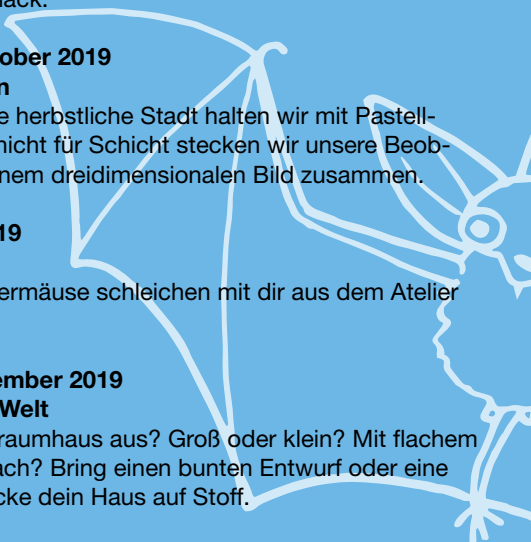 ack.
ober 2019
n
e herbstliche Stadt halten wir mit Pastell-
nicht für Schicht stecken wir unsere Beob-
nem dreidimensionalen Bild zusammen.
19
ermäuse schleichen mit dir aus dem Atelier
ember 2019
Welt
raumhaus aus? Groß oder klein? Mit flachem
ach? Bring einen bunten Entwurf oder eine
cke dein Haus auf Stoff.